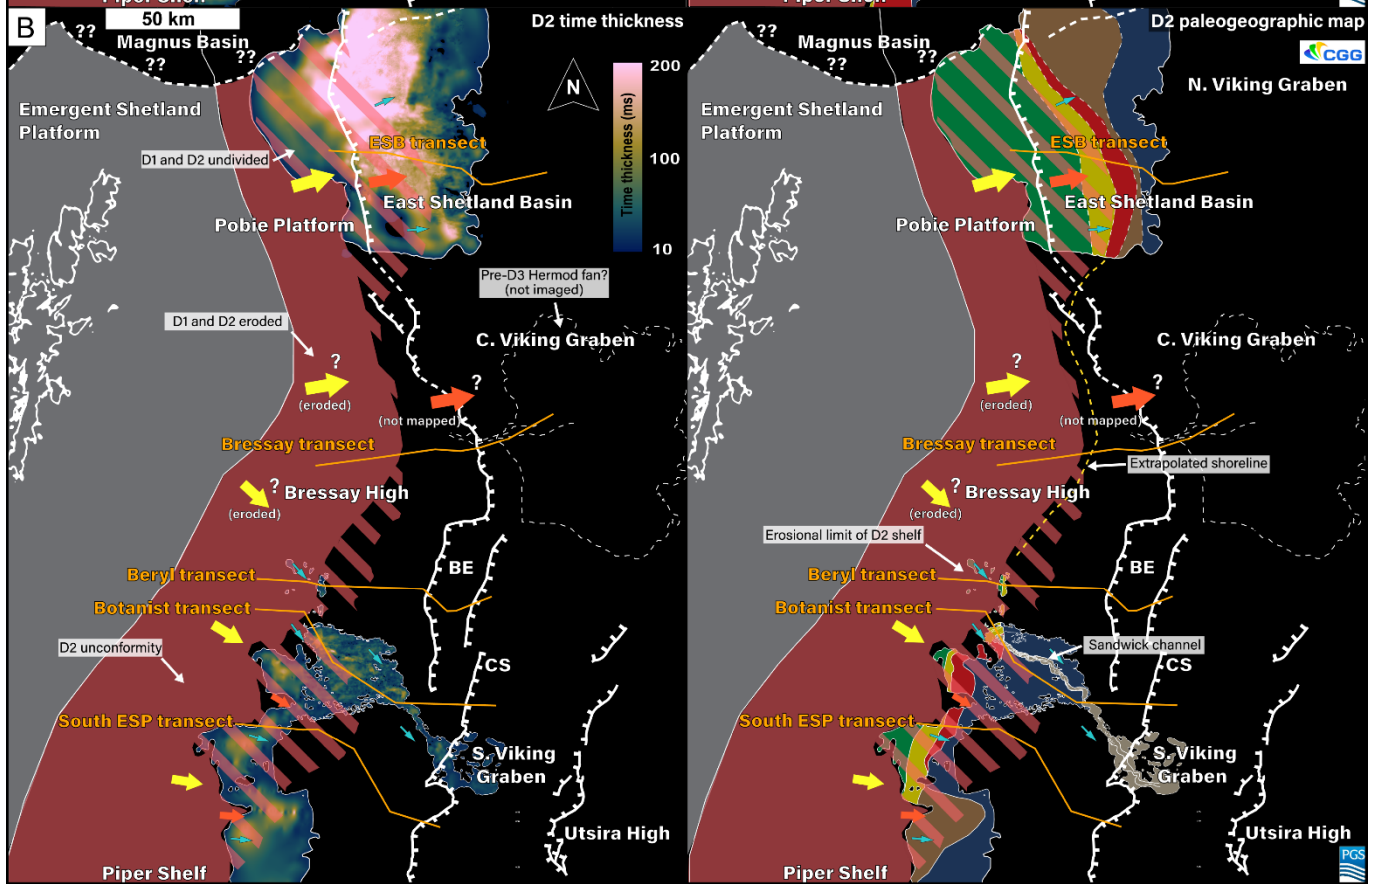 Piper Shelf
Piper Shelf
B
50 km
D2 time thickness
??
Magnus Basin
??
??
Emergent Shetland
Platform
N
200
100
10
Time thickness (ms)
D1 and D2 undivided
ESB transect
East Shetland Basin
Pobie Platform
Pre-D3 Hermod fan?
(not imaged)
D1 and D2 eroded
C. Viking Graben
?
(eroded)
?
(not mapped)
Bressay transect
?
Bressay High
(eroded)
BE
Beryl transect
Botanist transect
D2 unconformity
CS
South ESP transect
S. Viking
Graben
Utsira High
Piper Shelf
D2 paleogeographic map
CGG
??
Magnus Basin
??
??
N. Viking Graben
Emergent Shetland
Platform
ESB transect
East Shetland Basin
Pobie Platform
C. Viking Graben
?
(eroded)
?
(not mapped)
Bressay transect
Extrapolated shoreline
?
Bressay High
(eroded)
Erosional limit of D2 shelf
BE
Beryl transect
Botanist transect
Sandwick channel
CS
South ESP transect
S. Viking
Graben
Utsira High
Piper Shelf
PGS